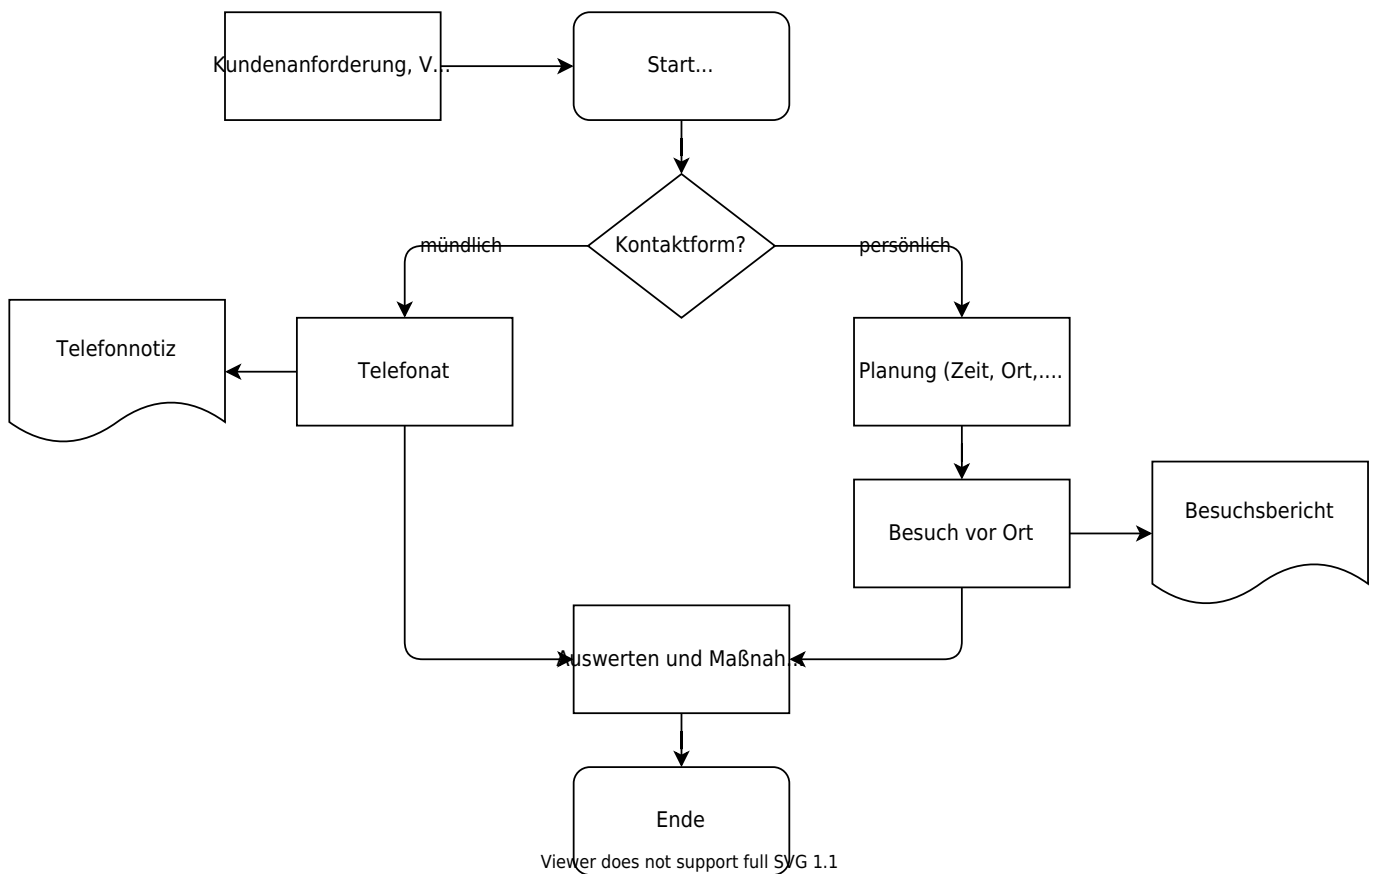 Kundenanforderung, V...
Start...
Kontaktform?
mündlich
persönlich
Telefonnotiz
Telefonat
Planung (Zeit, Ort,....
Besuch vor Ort
Besuchsbericht
Auswerten und Maßnah...
Ende
Viewer does not support full SVG 1.1